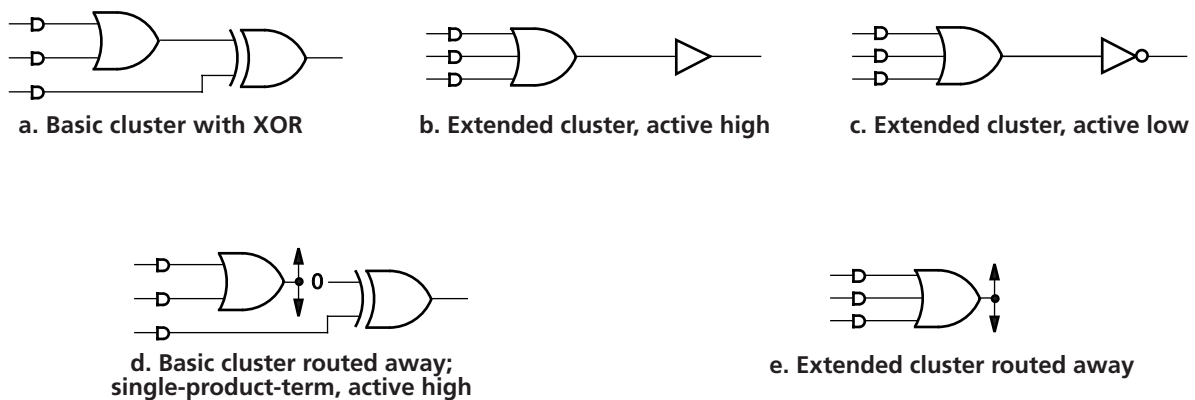 a. Basic cluster with XOR
b. Extended cluster, active high
c. Extended cluster, active low
0
d. Basic cluster routed away;
single-product-term, active high
e. Extended cluster routed away